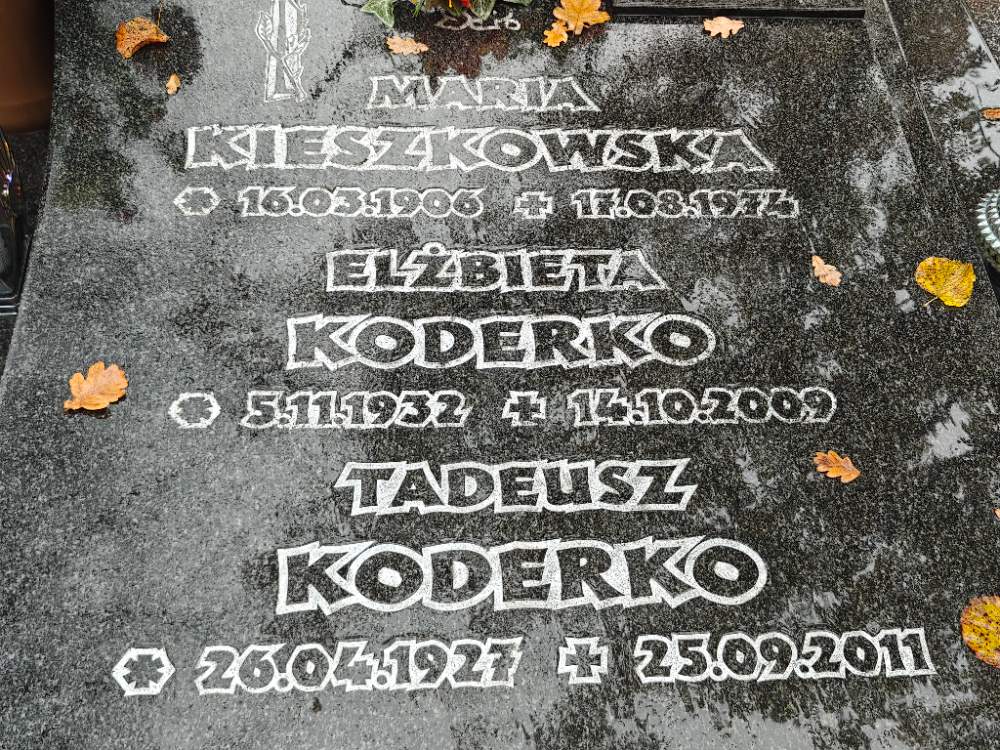 MARIA
KIESZKOWSKA
* 16.03.1906 + 17.08.1974
ELŻBIETA
KODERKO
* 5.11.1932 + 14.10.2009
TADEUSZ
KODERKO
* 26.04.1927 + 25.09.2011